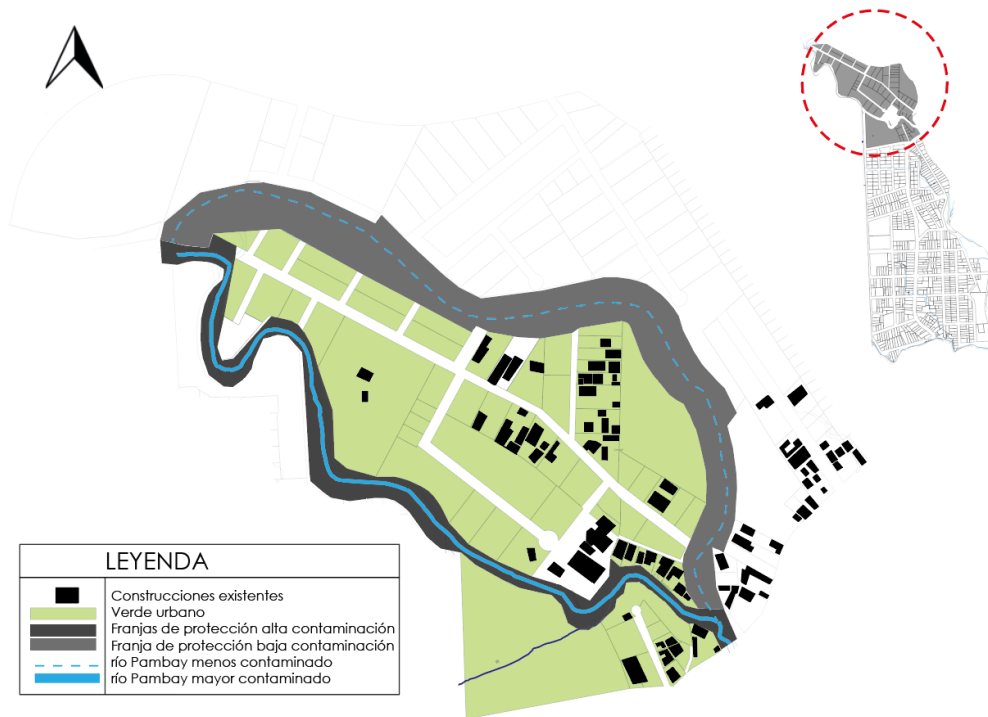 LEYENDA
Construcciones existentes
Verde urbano
Franjas de protección alta contaminación
Franja de protección baja contaminación
río Pambay menos contaminado
río Pambay mayor contaminado